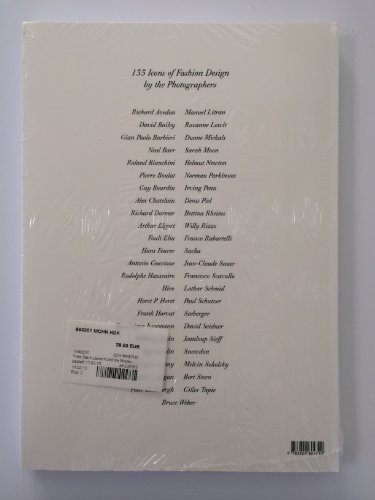 135 Icons of Fashion Design
by the Photographers
Richard Avedon Manuel Litran
David Bailey Roxanne Lowit
Gian Paolo Barbieri Duane Michals
Neal Barr Sarah Moon
Roland Bianchini Helmut Newton
Pierre Boulat Norman Parkinson
Guy Bourdin Irving Penn
Alex Chatelain Denis Piel
Richard Dormer Bettina Rheims
Arthur Elgort Willy Rizzo
Fouli Elia Franco Rubartelli
Hans Feurer Sacha
Antonio Guccione Jean-Claude Sauer
Rodolphe Haussaire Francesco Scavullo
Hiro Lothar Schmid
Horst P. Horst Paul Schutzer
Frank Horvat Seeberger
David Seidner
Jeanloup Sieff
Snowdon
Melvin Sokolsky
Bert Stern
Gilles Tapie
Bruce Weber
29,90 EUR